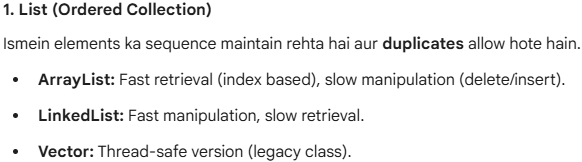 1. List (Ordered Collection)
Ismein elements ka sequence maintain rehta hai aur duplicates allow hote hain.
• ArrayList: Fast retrieval (index based), slow manipulation (delete/insert).
• LinkedList: Fast manipulation, slow retrieval.
• Vector: Thread-safe version (legacy class).